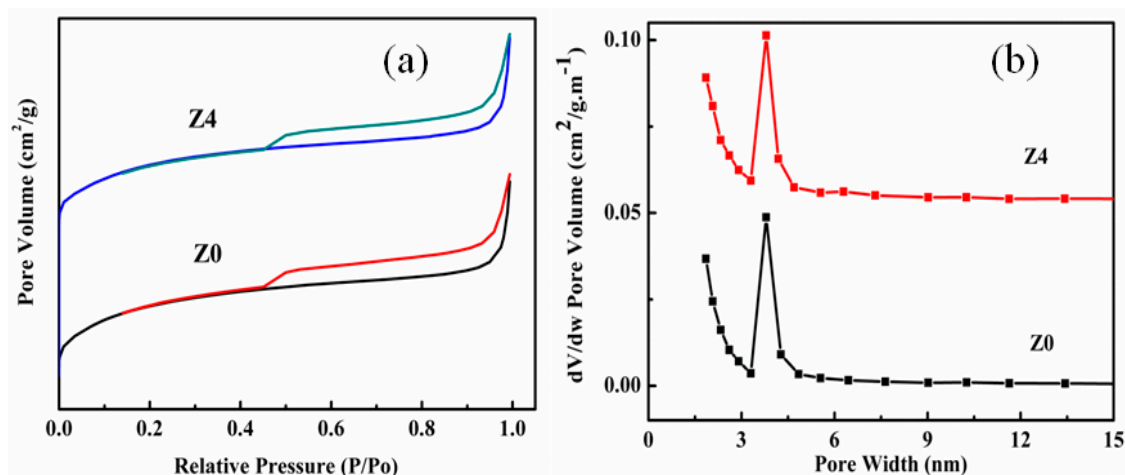 (a)
Pore Volume (cm²/g)
Z4
Z0
0.0 0.2 0.4 0.6 0.8 1.0
Relative Pressure (P/Po)
(b)
dV/dw Pore Volume (cm²/g.m⁻¹)
0.10
0.05
0.00
Z4
Z0
0 3 6 9 12 15
Pore Width (nm)